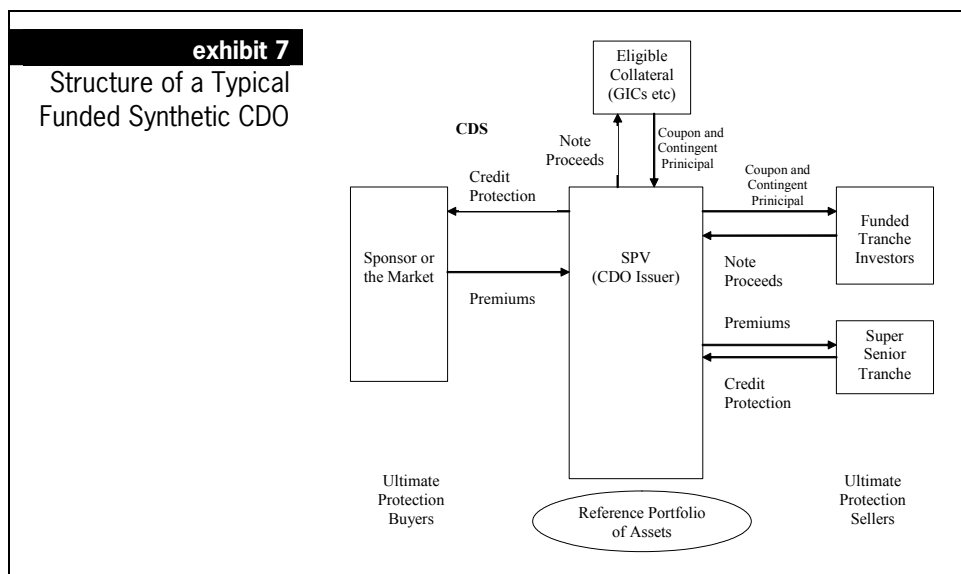 exhibit 7
Structure of a Typical
Funded Synthetic CDO
Eligible
Collateral
(GICs etc)
CDS
Note
Proceeds
Coupon and
Contingent
Prinicipal
Credit
Protection
Coupon and
Contingent
Prinicipal
Sponsor or
the Market
SPV
(CDO Issuer)
Funded
Tranche
Investors
Premiums
Note
Proceeds
Premiums
Super
Senior
Tranche
Credit
Protection
Ultimate
Protection
Buyers
Ultimate
Protection
Sellers
Reference Portfolio
of Assets